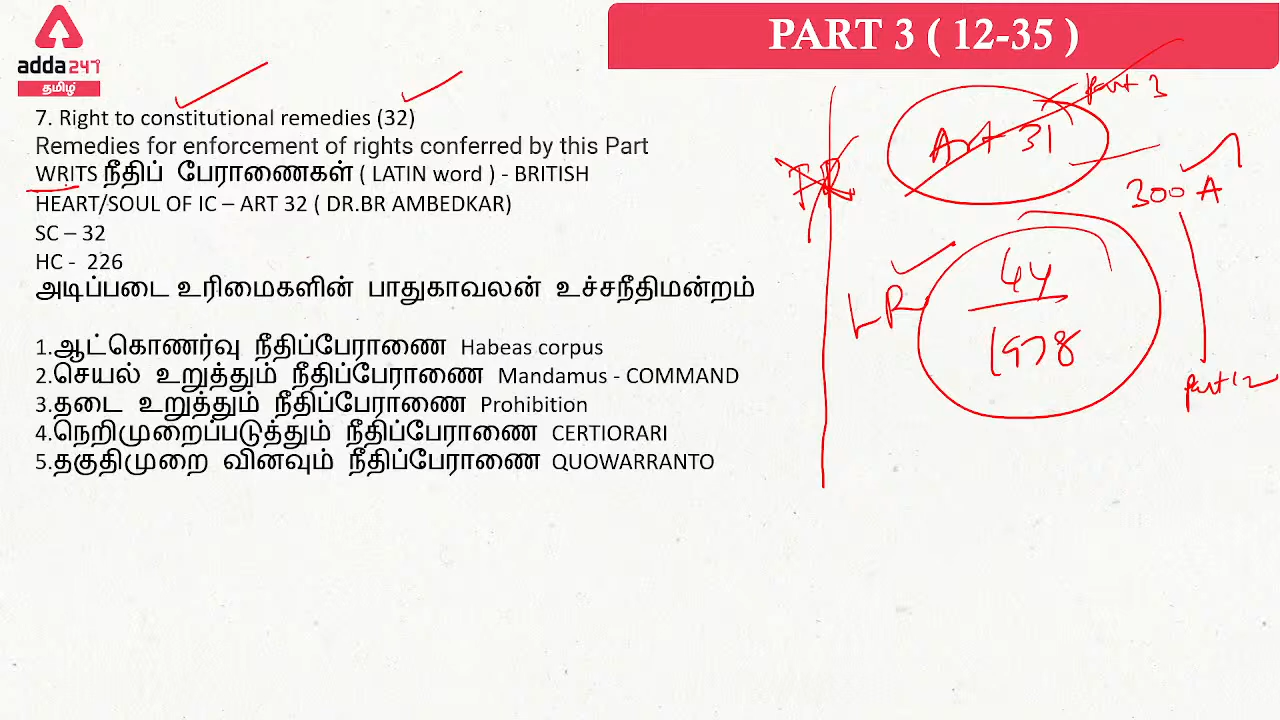 adda247
தமிழ்
PART 3 ( 12-35 )
7. Right to constitutional remedies (32)
Remedies for enforcement of rights conferred by this Part
WRITS நீதிப் பேராணைகள் ( LATIN word ) - BRITISH
HEART/SOUL OF IC – ART 32 ( DR.BR AMBEDKAR)
SC – 32
HC - 226
அடிப்படை உரிமைகளின் பாதுகாவலன் உச்சநீதிமன்றம்
1.ஆட்கொணர்வு நீதிப்பேராணை Habeas corpus
2.செயல் உறுத்தும் நீதிப்பேராணை Mandamus - COMMAND
3.தடை உறுத்தும் நீதிப்பேராணை Prohibition
4.நெறிமுறைப்படுத்தும் நீதிப்பேராணை CERTIORARI
5.தகுதிமுறை வினவும் நீதிப்பேராணை QUOWARRANTO
Part 3
Art 31
FR
300 A
LR
44
1978
Part 12